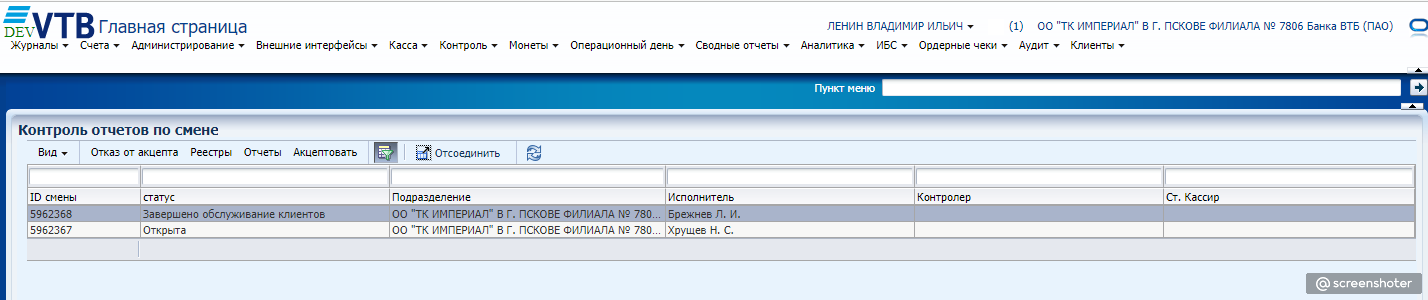 DEV VTB Главная страница
ЛЕНИН ВЛАДИМИР ИЛЬИЧ (1) ОО "ТК ИМПЕРИАЛ" В Г. ПСКОВЕ ФИЛИАЛА № 7806 Банка ВТБ (ПАО)
Журналы Счета Администрирование Внешние интерфейсы Касса Контроль Монеты Операционный день Сводные отчеты Аналитика ИБС Ордерные чеки Аудит Клиенты
Пункт меню
Контроль отчетов по смене
Вид Отказ от акцепта Реестры Отчеты Акцептовать Отсоединить
ID смены статус Подразделение Исполнитель Контролер Ст. Кассир
5962368 Завершено обслуживание клиентов ОО "ТК ИМПЕРИАЛ" В Г. ПСКОВЕ ФИЛИАЛА № 780... Брежнев Л. И.
5962367 Открыта ОО "ТК ИМПЕРИАЛ" В Г. ПСКОВЕ ФИЛИАЛА № 780... Хрущев Н. С.
@screenshoter